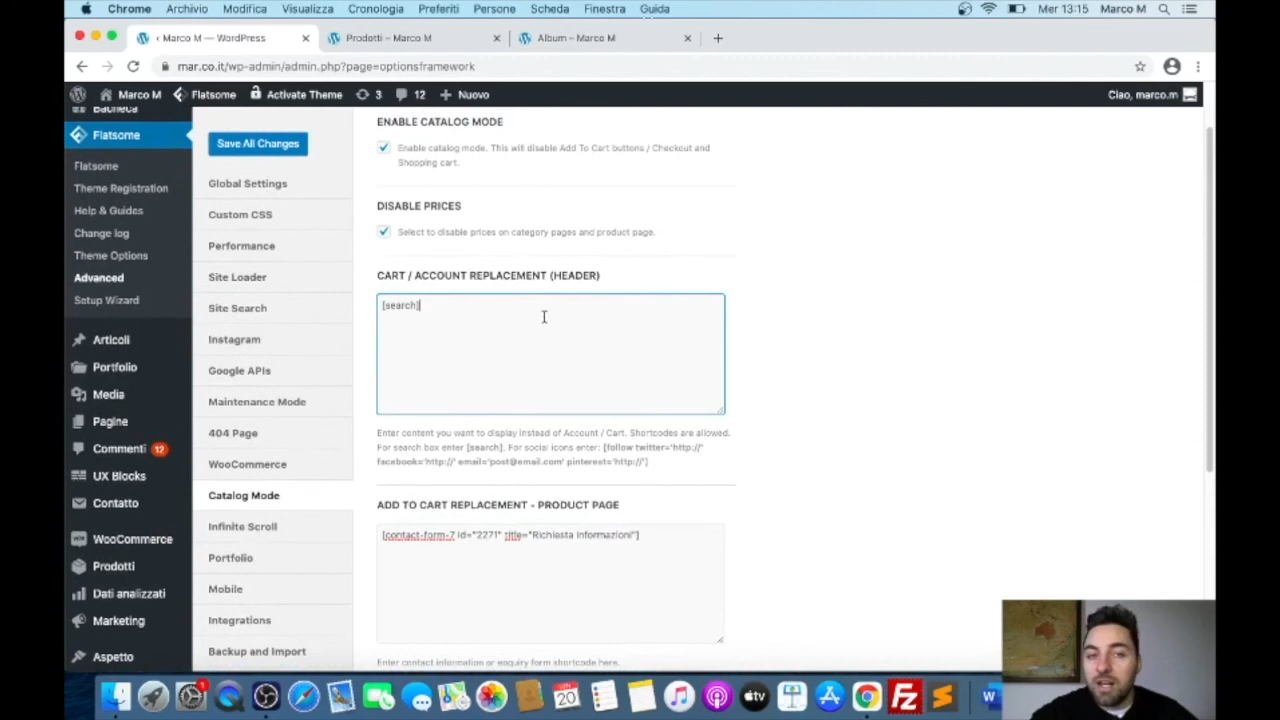 Chrome Archivio Modifica Visualizza Cronologia Preferiti Persone Scheda Finestra Guida Mer 13:15 Marco M
‹ Marco M — WordPress × Prodotti – Marco M × Album – Marco M × +
mar.co.it/wp-admin/admin.php?page=optionsframework
Marco M Flatsome Activate Theme 3 12 + Nuovo Ciao, marco.m
Bacheca
Flatsome
Flatsome
Theme Registration
Help & Guides
Change log
Theme Options
Advanced
Setup Wizard
Articoli
Portfolio
Media
Pagine
Commenti 12
UX Blocks
Contatto
WooCommerce
Prodotti
Dati analizzati
Marketing
Aspetto
Save All Changes
Global Settings
Custom CSS
Performance
Site Loader
Site Search
Instagram
Google APIs
Maintenance Mode
404 Page
WooCommerce
Catalog Mode
Infinite Scroll
Portfolio
Mobile
Integrations
Backup and Import
ENABLE CATALOG MODE
Enable catalog mode. This will disable Add To Cart buttons / Checkout and
Shopping cart.
DISABLE PRICES
Select to disable prices on category pages and product page.
CART / ACCOUNT REPLACEMENT (HEADER)
[search]
Enter content you want to display instead of Account / Cart. Shortcodes are allowed.
For search box enter [search]. For social icons enter: [follow twitter='http://'
facebook='http://' email='post@email.com' pinterest='http://']
ADD TO CART REPLACEMENT - PRODUCT PAGE
[contact-form-7 id="2271" title="Richiesta Informazioni"]
Enter contact information or enquiry form shortcode here.
1
JUN
20
tv
Fz
W